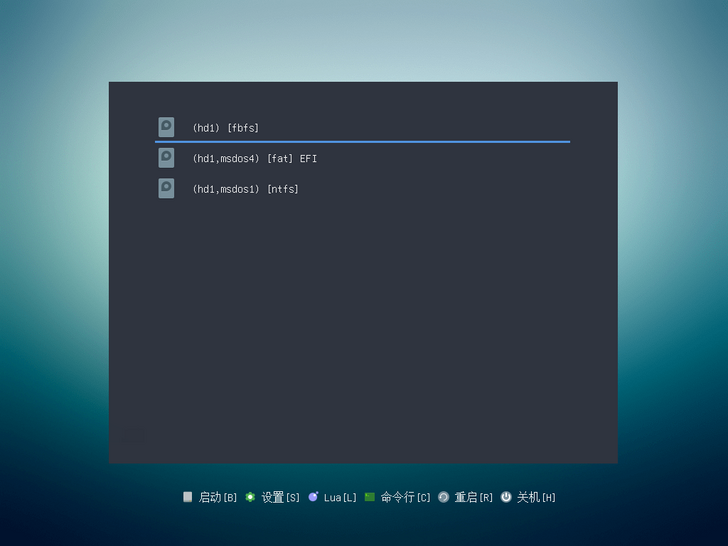 (hd1) [fbfs]
(hd1,msdos4) [fat] EFI
(hd1,msdos1) [ntfs]
启动[B] 设置[S] Lua[L] 命令行[C] 重启[R] 关机[H]